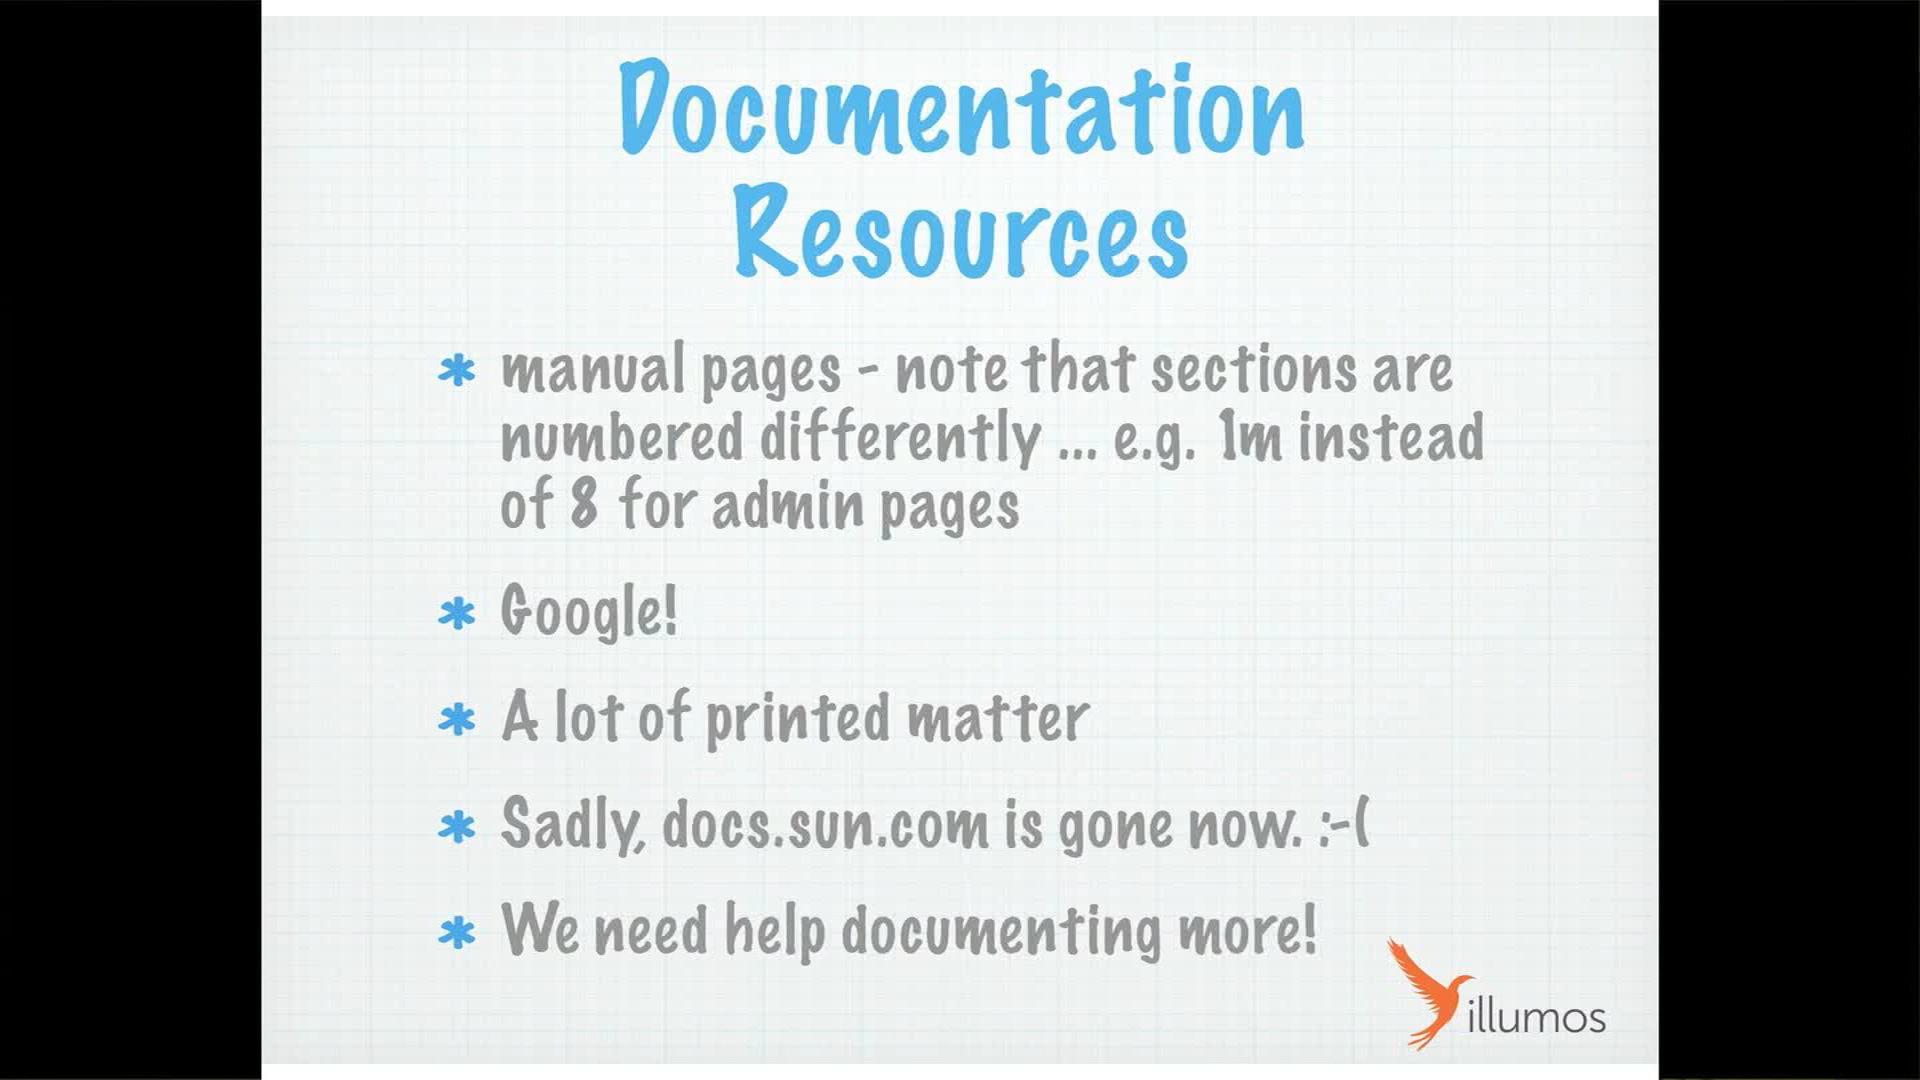 Documentation
Resources
* manual pages - note that sections are
numbered differently ... e.g. 1m instead
of 8 for admin pages
* Google!
* A lot of printed matter
* Sadly, docs.sun.com is gone now. :-(
* We need help documenting more!
illumos